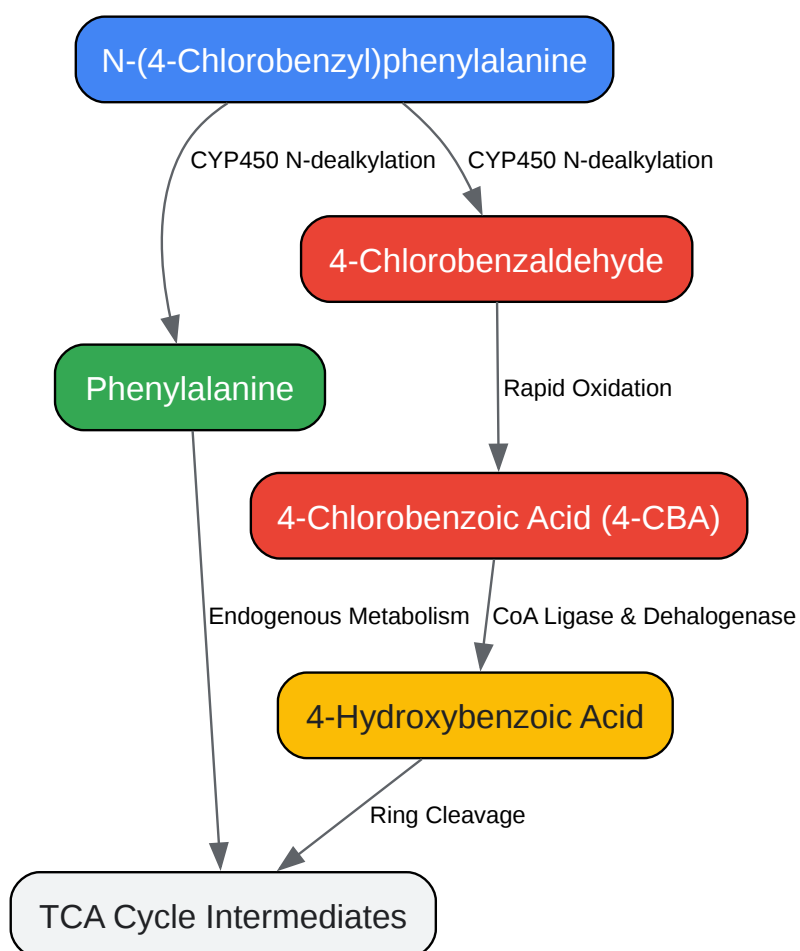 N-(4-Chlorobenzyl)phenylalanine
CYP450 N-dealkylation
CYP450 N-dealkylation
4-Chlorobenzaldehyde
Phenylalanine
Rapid Oxidation
4-Chlorobenzoic Acid (4-CBA)
Endogenous Metabolism
CoA Ligase & Dehalogenase
4-Hydroxybenzoic Acid
Ring Cleavage
TCA Cycle Intermediates